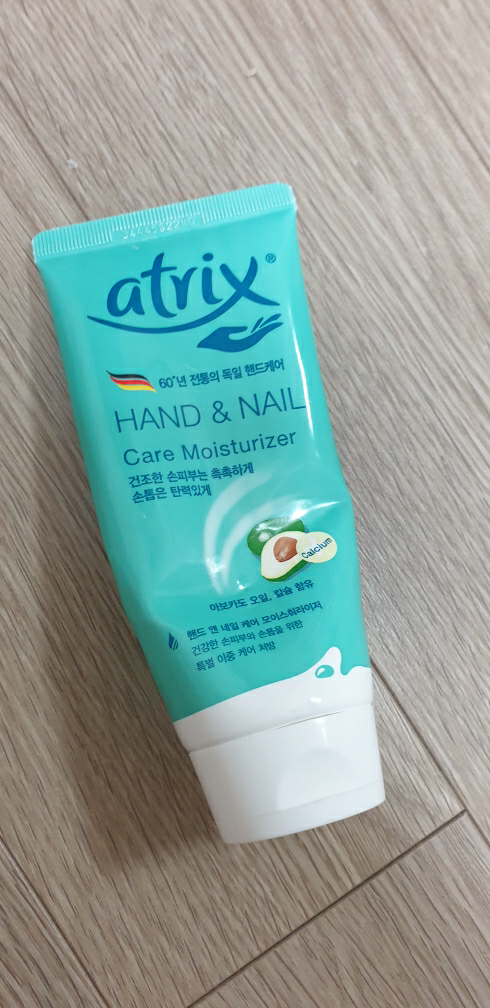 atrix®
60⁺년 전통의 독일 핸드케어
HAND & NAIL
Care Moisturizer
건조한 손피부는 촉촉하게
손톱은 탄력있게
Calcium
아보카도 오일, 칼슘 함유
핸드 앤 네일 케어 모이스춰라이저
건강한 손피부와 손톱을 위한
특별 이중 케어 처방